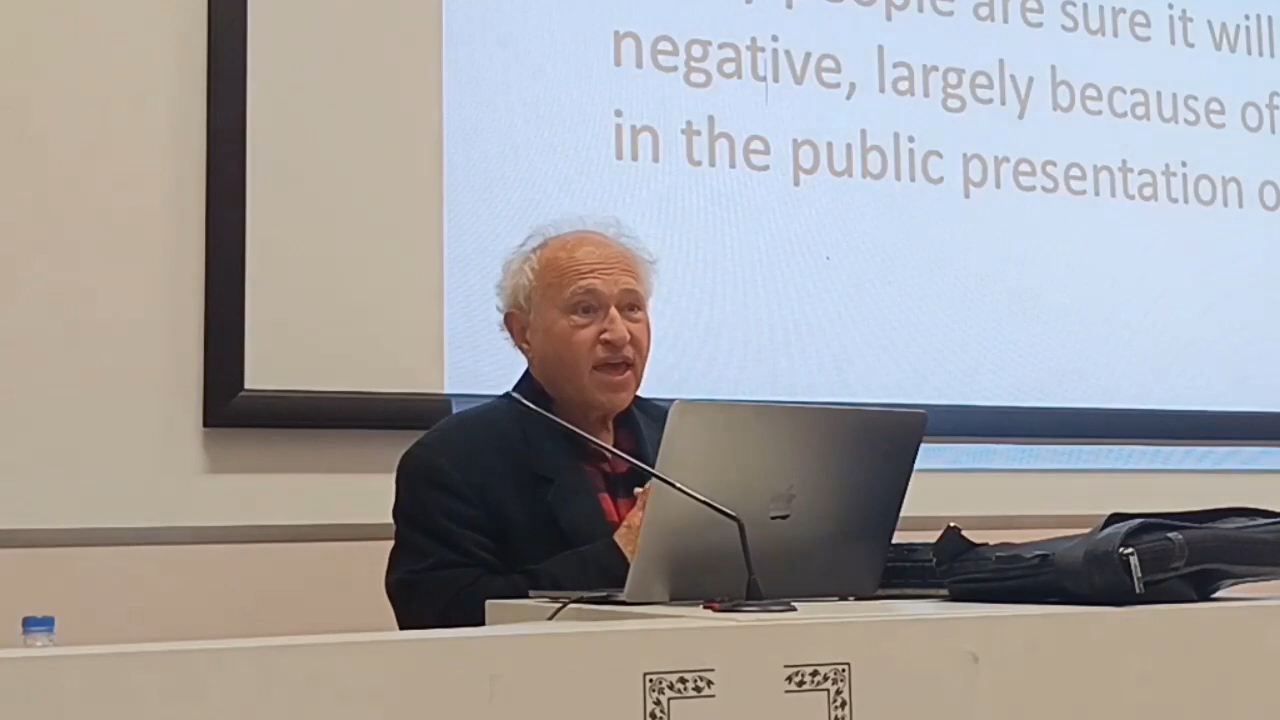 people are sure it will
negative, largely because of
in the public presentation o